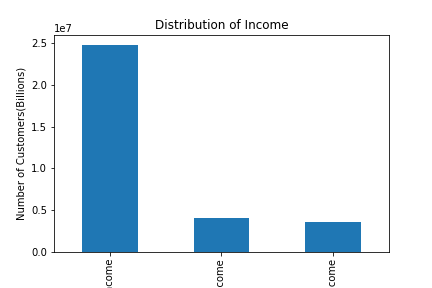 Distribution of Income
1e7
Number of Customers(Billions)
2.5
2.0
1.5
1.0
0.5
0.0
come
come
come